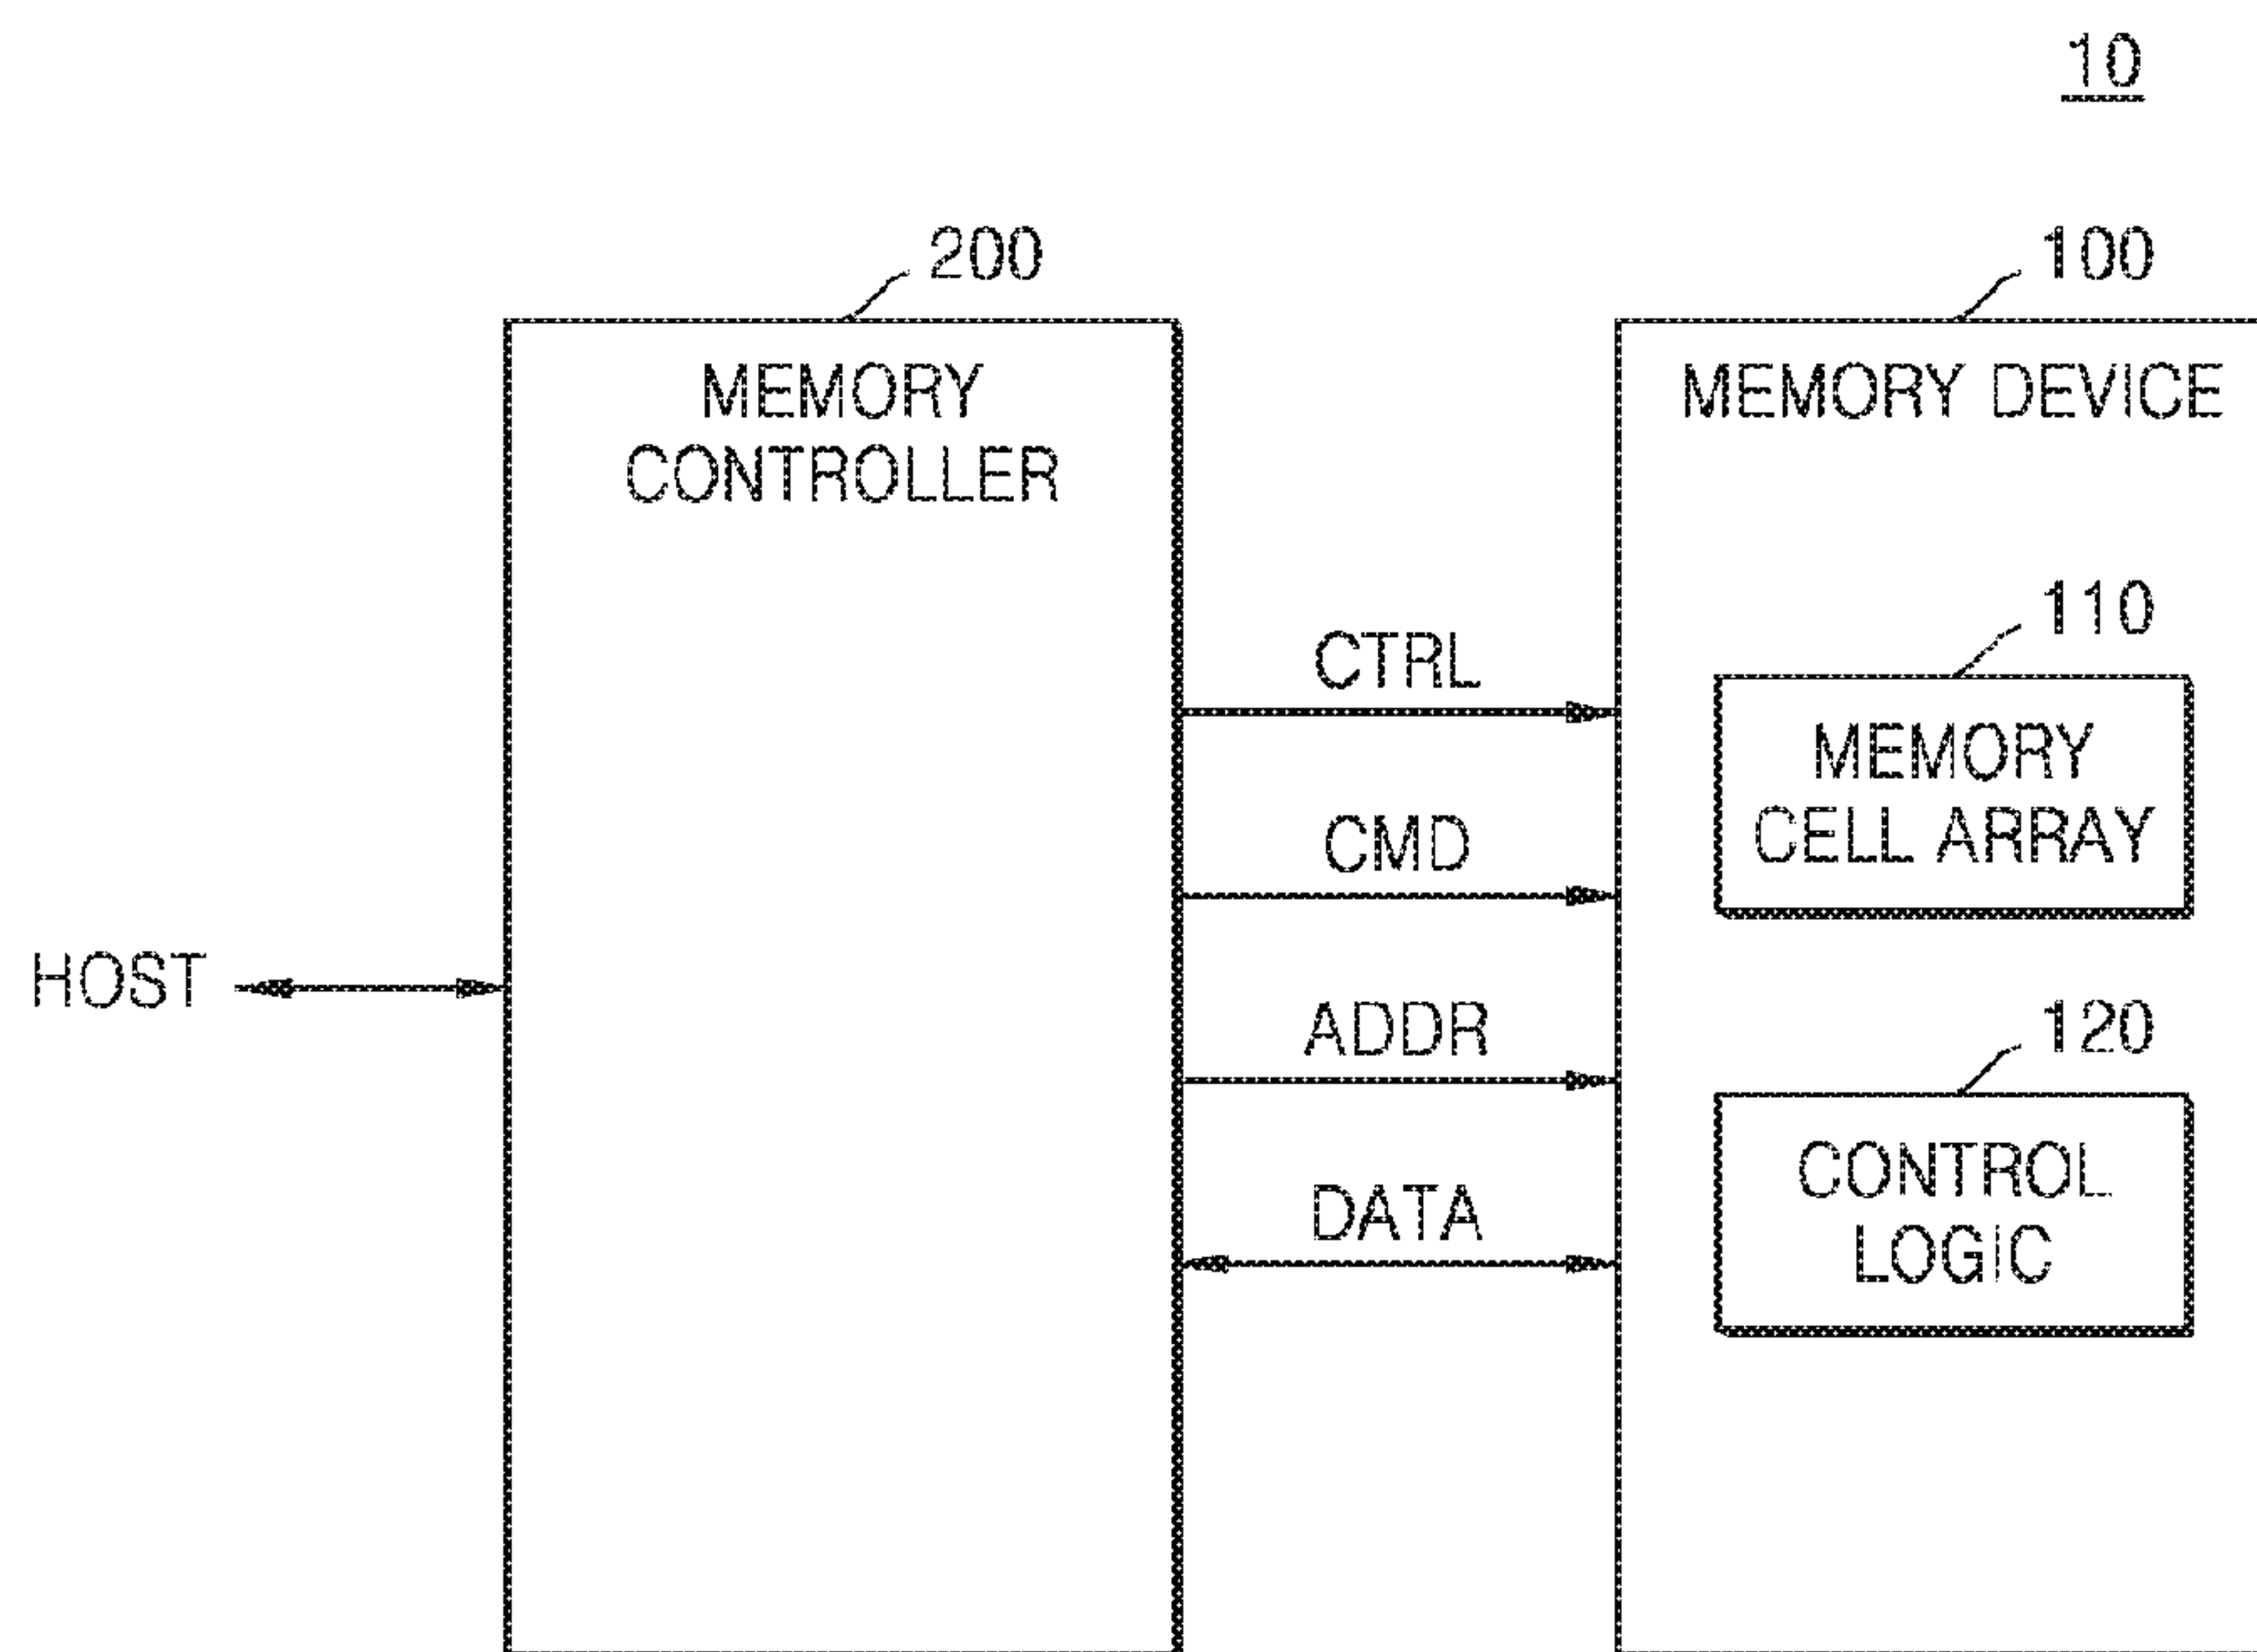 10
200
100
MEMORY
CONTROLLER
MEMORY DEVICE
110
CTRL
MEMORY
CELL ARRAY
CMD
HOST
ADDR
120
CONTROL
LOGIC
DATA